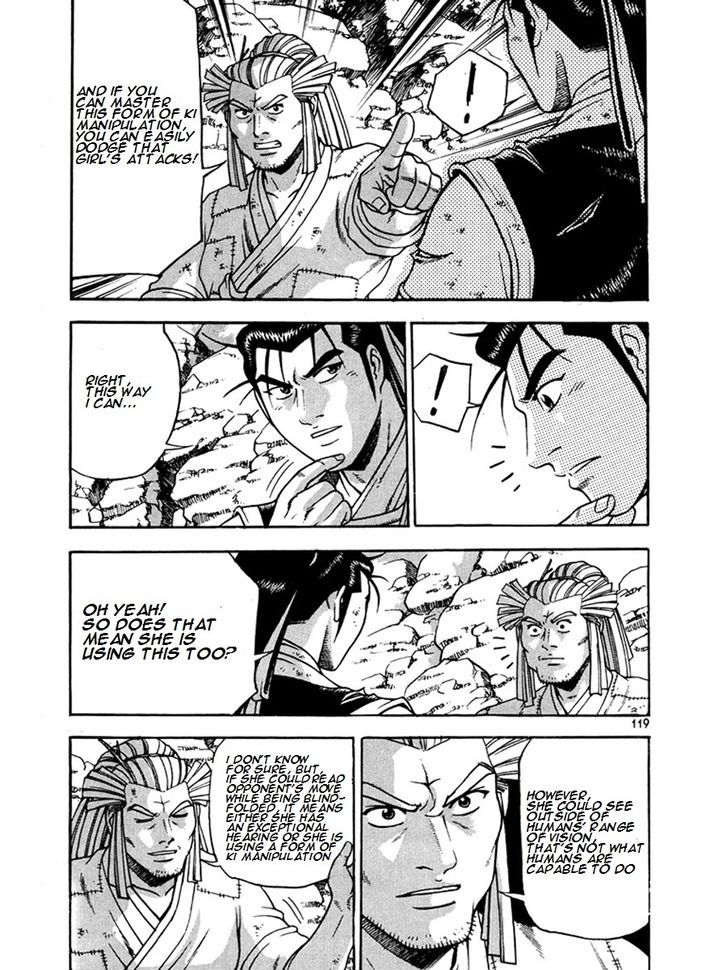 AND IF YOU
CAN MASTER
THIS FORM OF KI
MANIPULATION,
YOU CAN EASILY
DODGE THAT
GIRL'S ATTACKS!
!
RIGHT,
THIS WAY
I CAN...
!
OH YEAH!
SO DOES THAT
MEAN SHE IS
USING THIS TOO?
119
I DON'T KNOW
FOR SURE, BUT
IF SHE COULD READ
OPPONENT'S MOVE
WHILE BEING BLIND-
FOLDED, IT MEANS
EITHER SHE HAS
AN EXCEPTIONAL
HEARING OR SHE IS
USING A FORM OF
KI MANIPULATION
HOWEVER,
SHE COULD SEE
OUTSIDE OF
HUMANS' RANGE
OF VISION,
THAT'S NOT WHAT
HUMANS ARE
CAPABLE TO DO